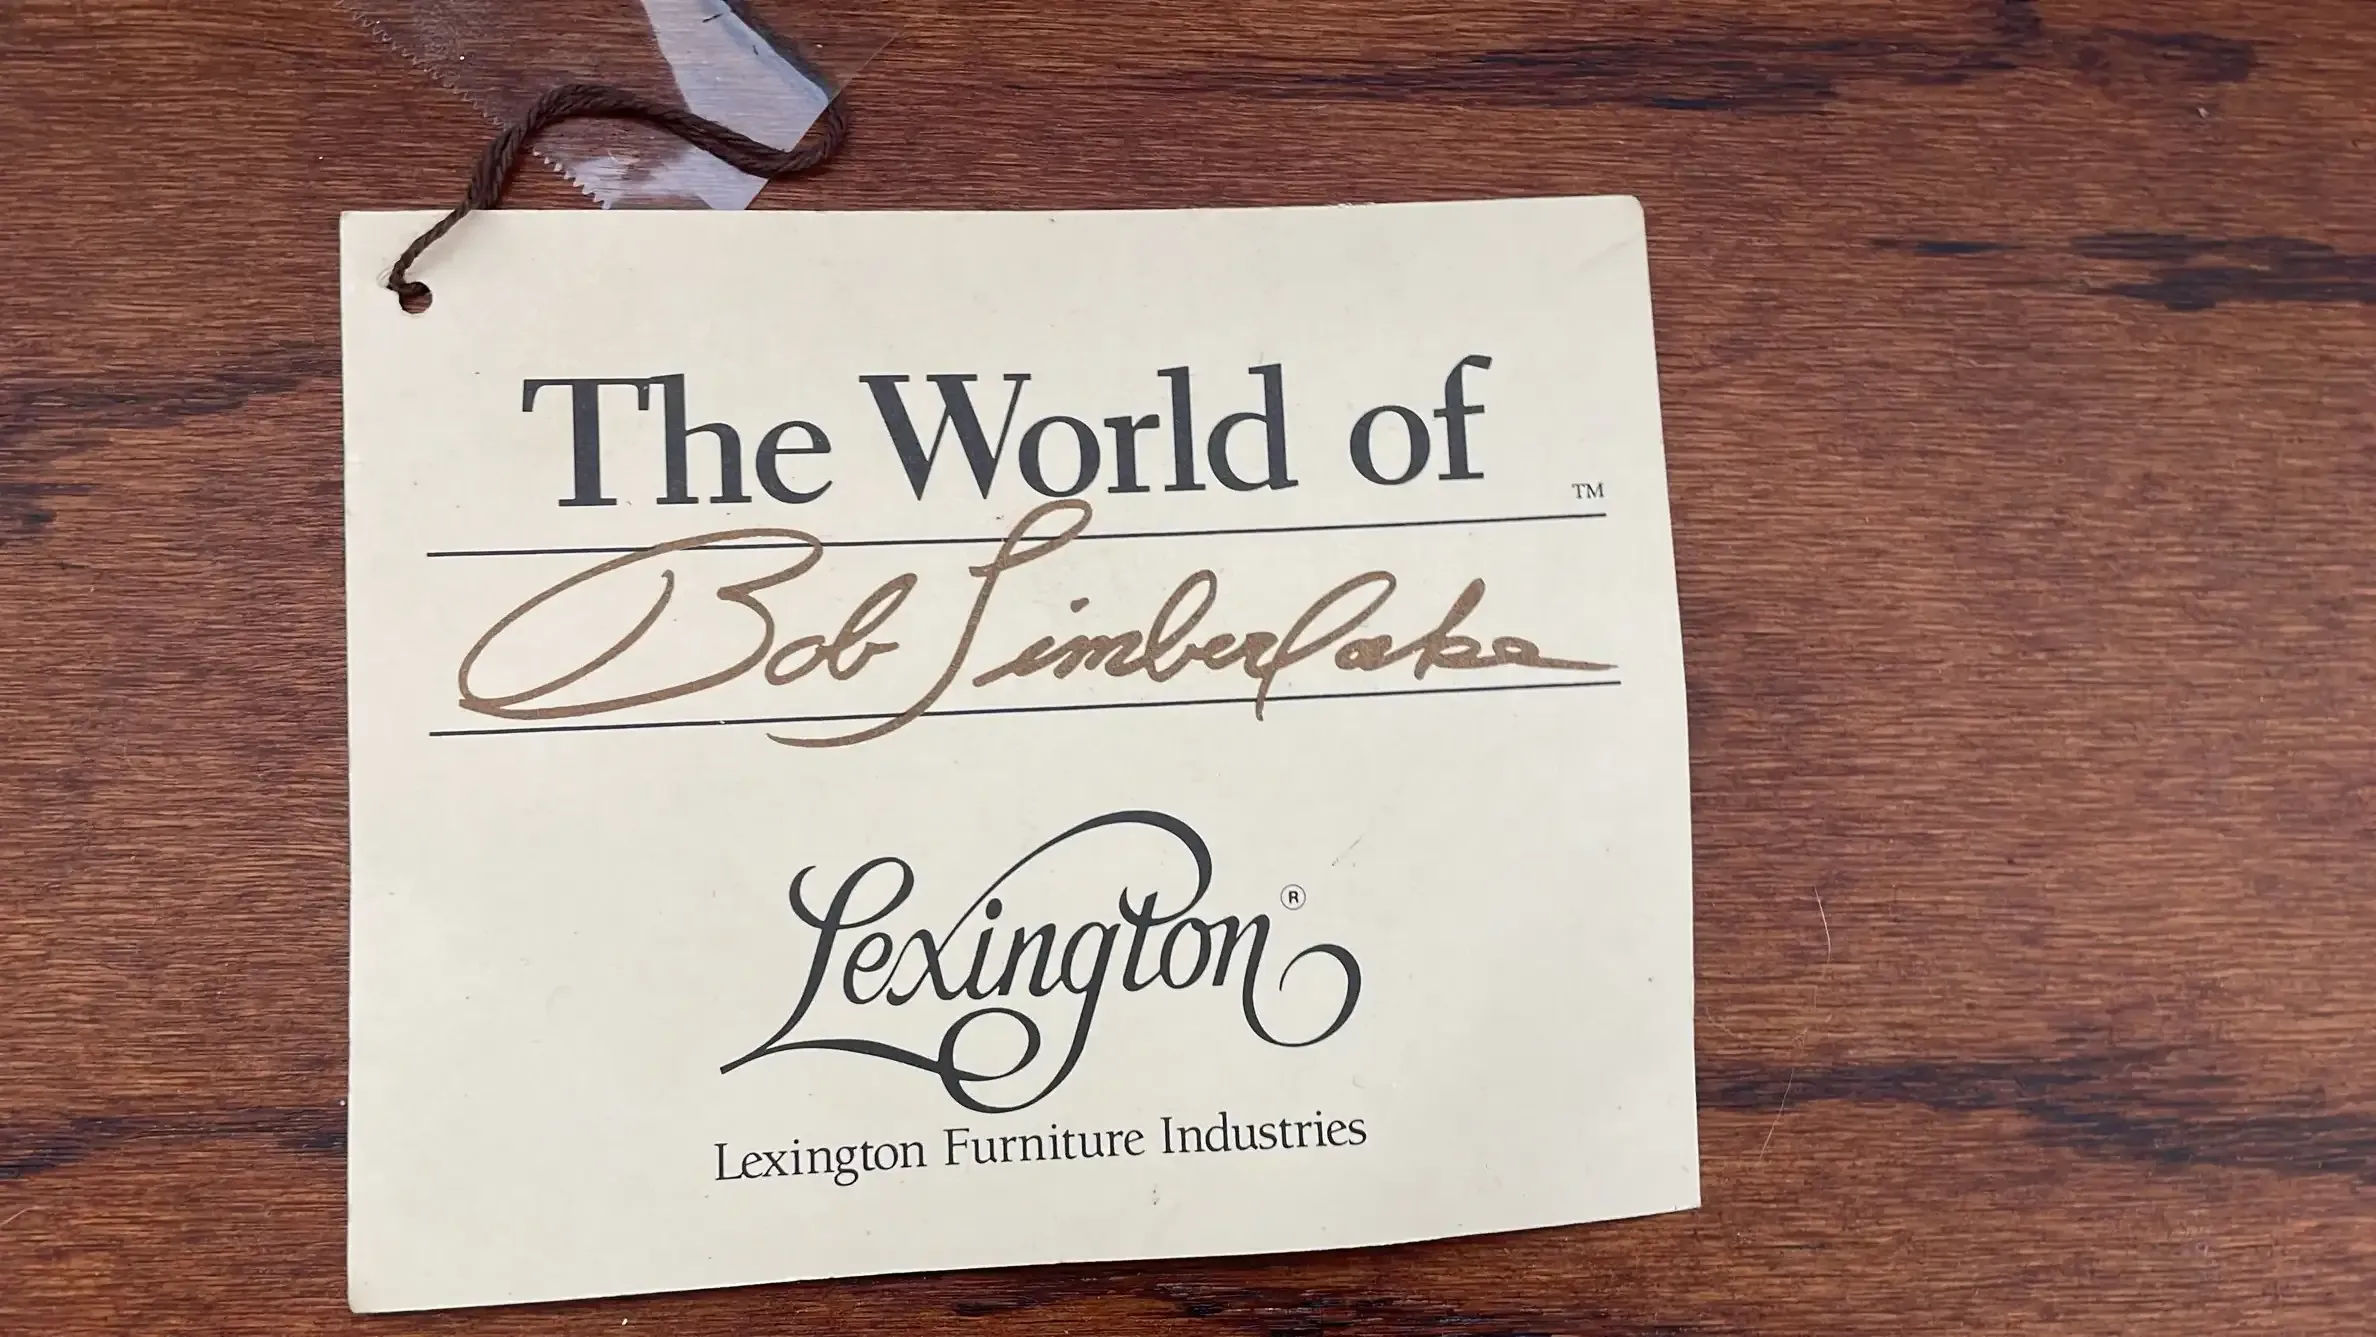 The World of
™
Bob Timberlake
Lexington®
Lexington Furniture Industries